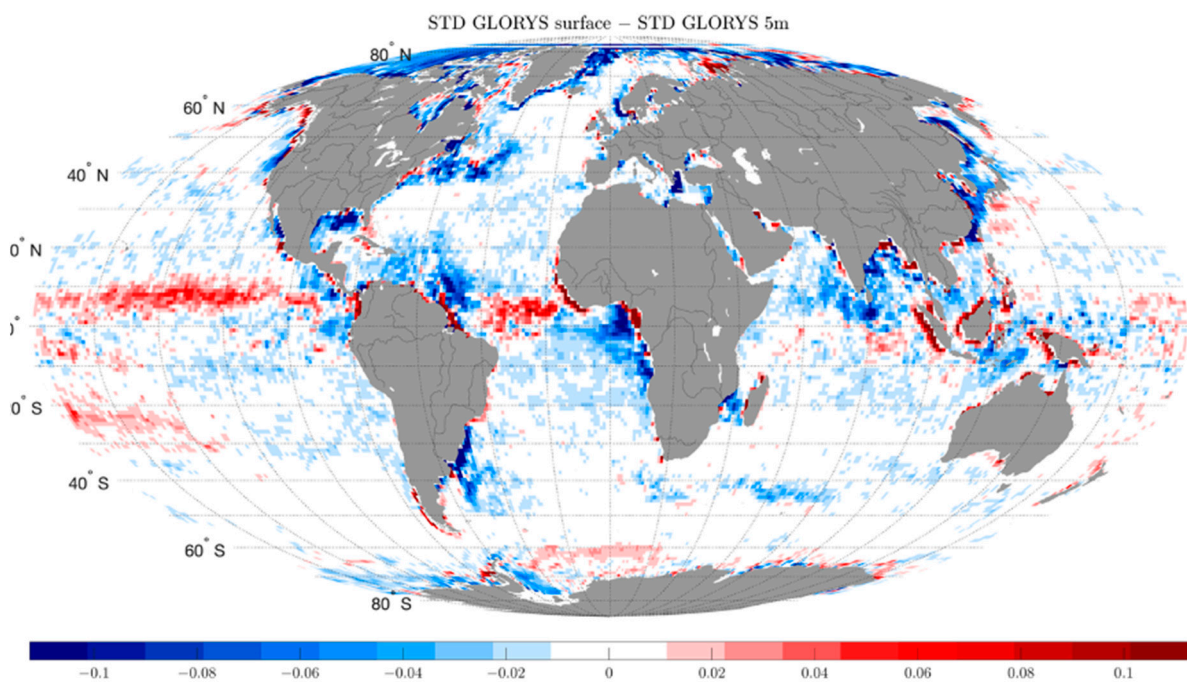 STD GLORYS surface − STD GLORYS 5m
80° N
60° N
40° N
0° N
)°
0° S
40° S
60° S
80° S
−0.1 −0.08 −0.06 −0.04 −0.02 0 0.02 0.04 0.06 0.08 0.1